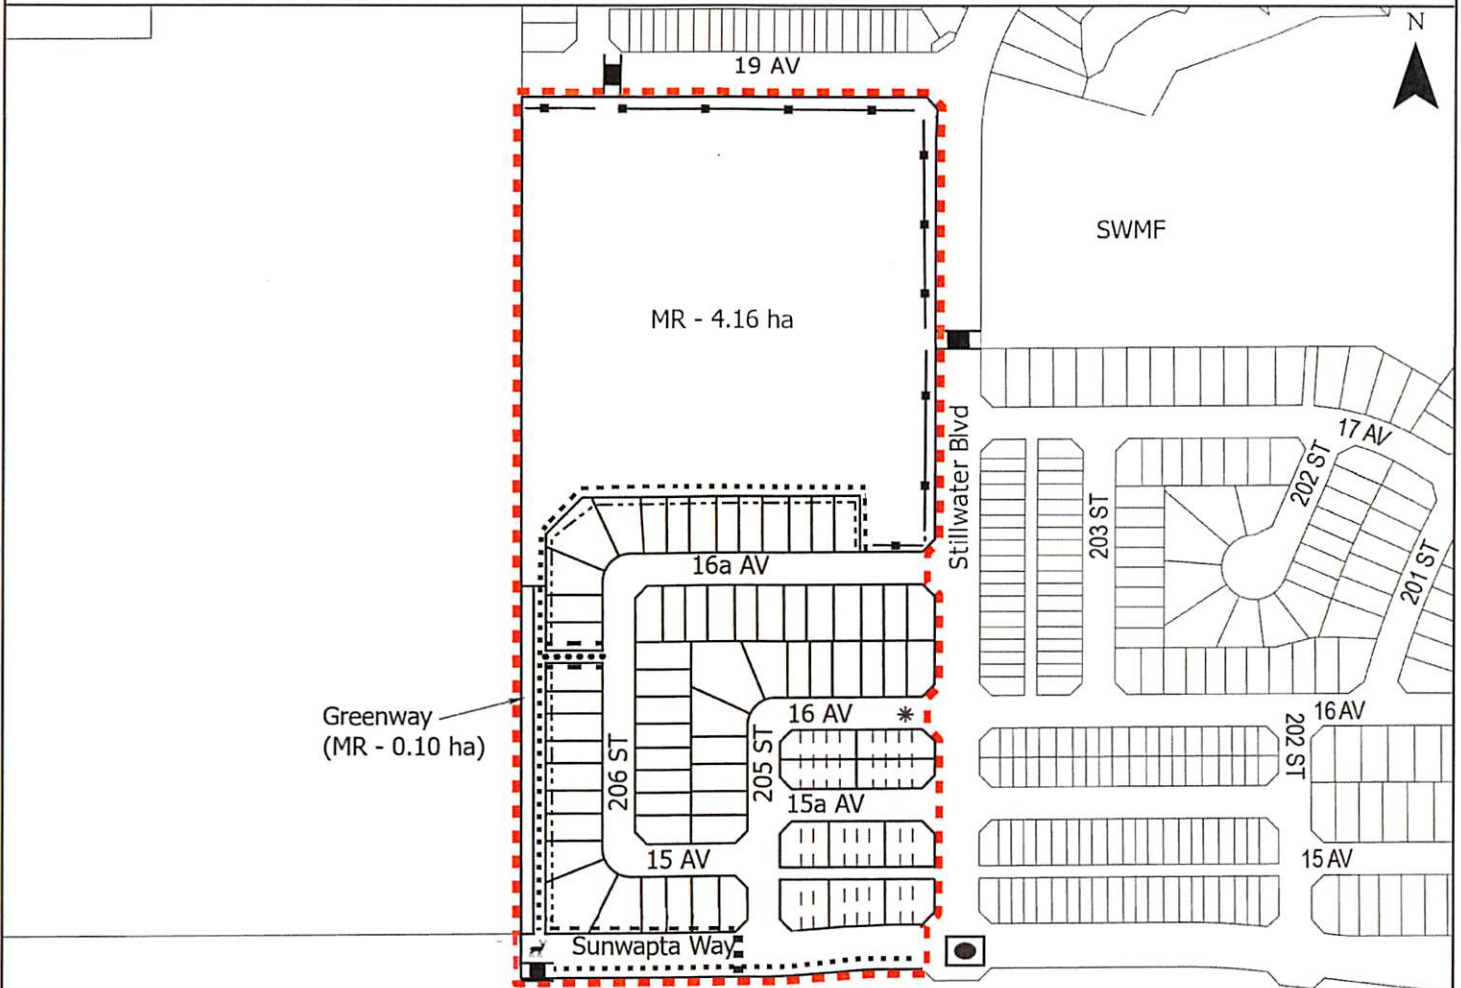 N
19 AV
SWMF
MR - 4.16 ha
Stillwater Blvd
17 AV
202 ST
203 ST
201 ST
16a AV
Greenway
(MR - 0.10 ha)
206 ST
205 ST
16 AV
16 AV
202 ST
15a AV
15 AV
15 AV
Sunwapta Way